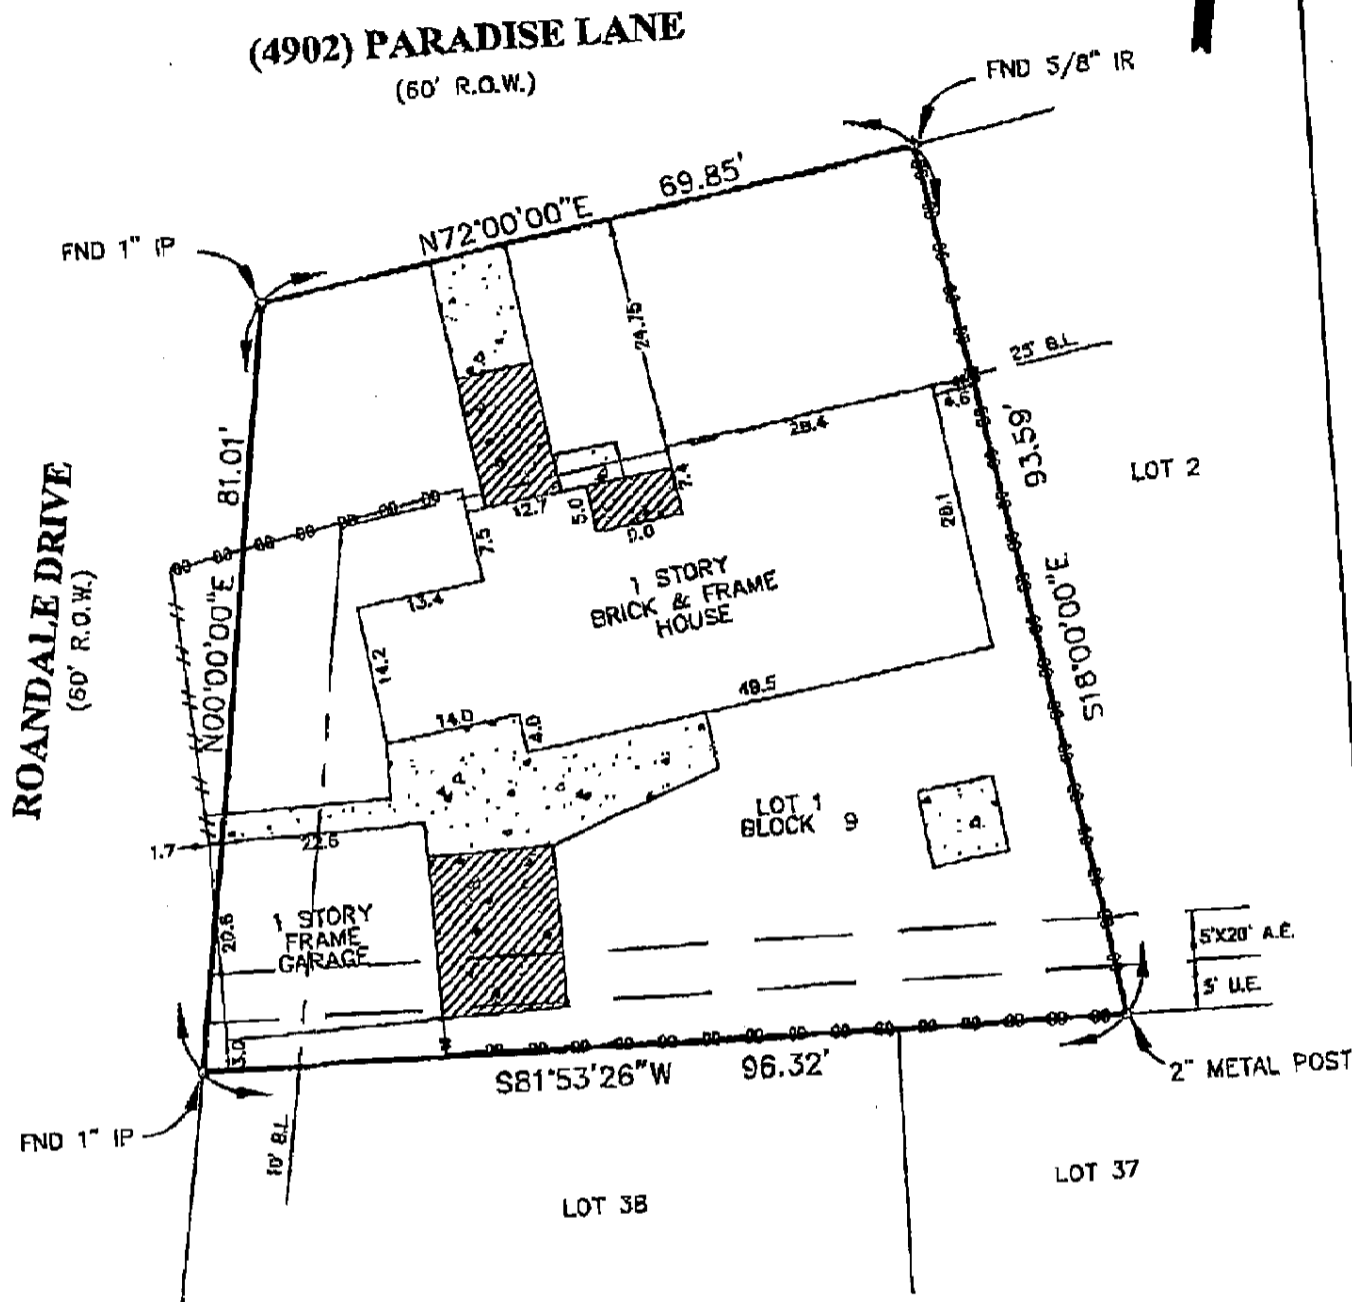 (4902) PARADISE LANE
(60' R.O.W.)
FND 5/8" IR
FND 1" IP
N72°00'00"E
69.85'
24.75
25' B.L.
ROANDALE DRIVE
(60' R.O.W.)
N00°00'00"E
81.01'
28.4
7.4
12.7
5.0
9.0
7.5
13.4
14.2
28.1
93.59'
S18°00'00"E
LOT 2
1 STORY
BRICK & FRAME
HOUSE
49.5
14.0
4.0
LOT 1
BLOCK 9
1.7
22.6
20.6
1 STORY
FRAME
GARAGE
5'X20' A.E.
5' U.E.
3.0
S81°53'26"W
96.32'
2" METAL POST
FND 1" IP
10' B.L.
LOT 38
LOT 37